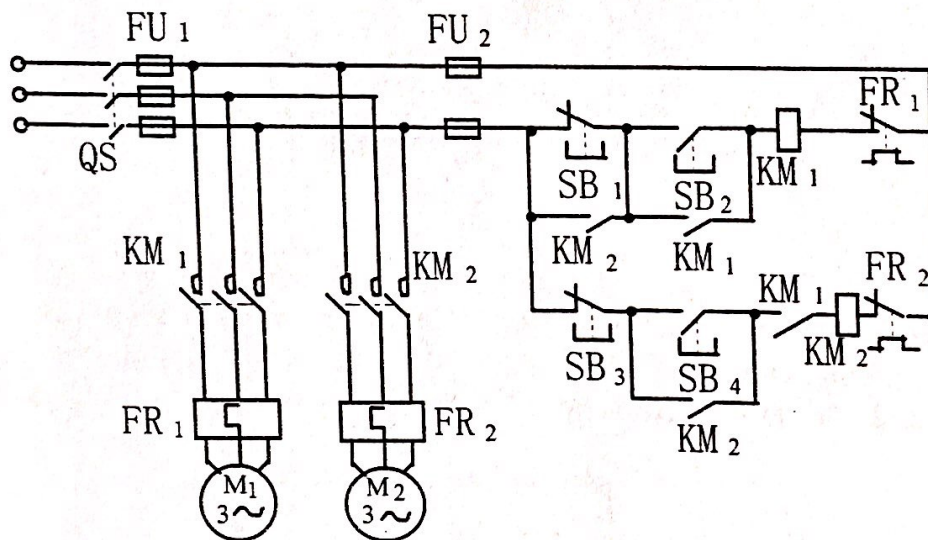 FU 1
FU 2
QS
FR 1
SB 1
SB 2
KM 1
KM 2
KM 1
KM 1
KM 2
FR 2
KM 1
SB 3
SB 4
KM 2
KM 2
FR 1
FR 2
M1
3~
M2
3~